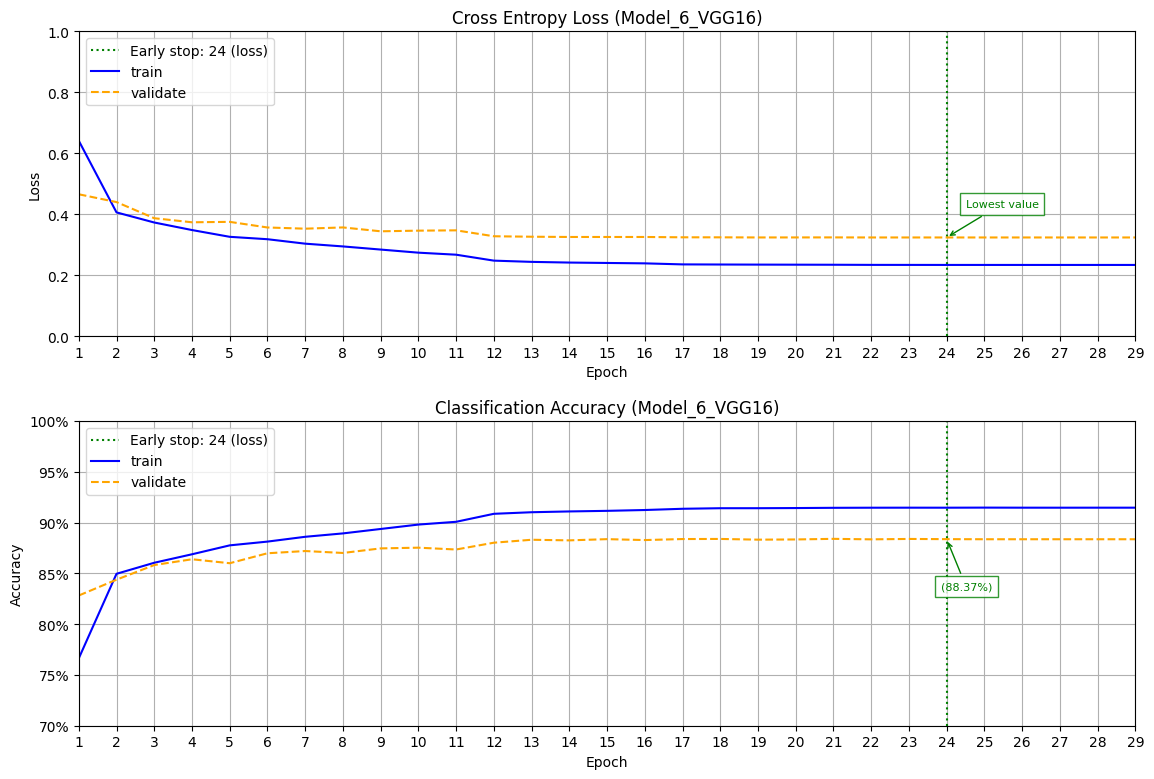 Cross Entropy Loss (Model_6_VGG16)
1.0
0.8
0.6
0.4
0.2
0.0
Loss
Early stop: 24 (loss)
train
validate
Lowest value
1 2 3 4 5 6 7 8 9 10 11 12 13 14 15 16 17 18 19 20 21 22 23 24 25 26 27 28 29
Epoch
Classification Accuracy (Model_6_VGG16)
100%
95%
90%
85%
80%
75%
70%
Accuracy
Early stop: 24 (loss)
train
validate
(88.37%)
1 2 3 4 5 6 7 8 9 10 11 12 13 14 15 16 17 18 19 20 21 22 23 24 25 26 27 28 29
Epoch